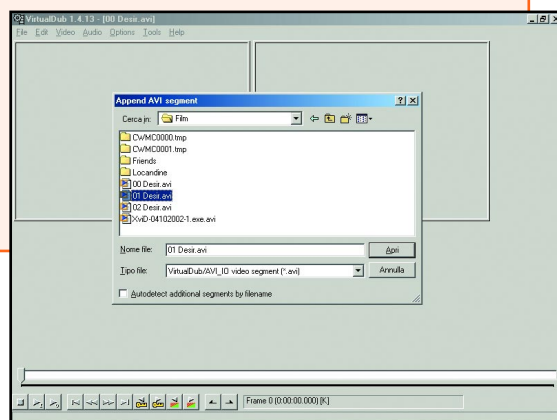 VirtualDub 1.4.13 - [00 Desir.avi]
File Edit Video Audio Options Tools Help
Append AVI segment
Cerca in: Film
CWMC0000.tmp
CWMC0001.tmp
Friends
Locandine
00 Desir.avi
01 Desir.avi
02 Desir.avi
XviD-04102002-1.exe.avi
Nome file: 01 Desir.avi Apri
Tipo file: VirtualDub/AVI_IO video segment (*.avi) Annulla
Autodetect additional segments by filename
Frame 0 (0:00:00.000) [K]